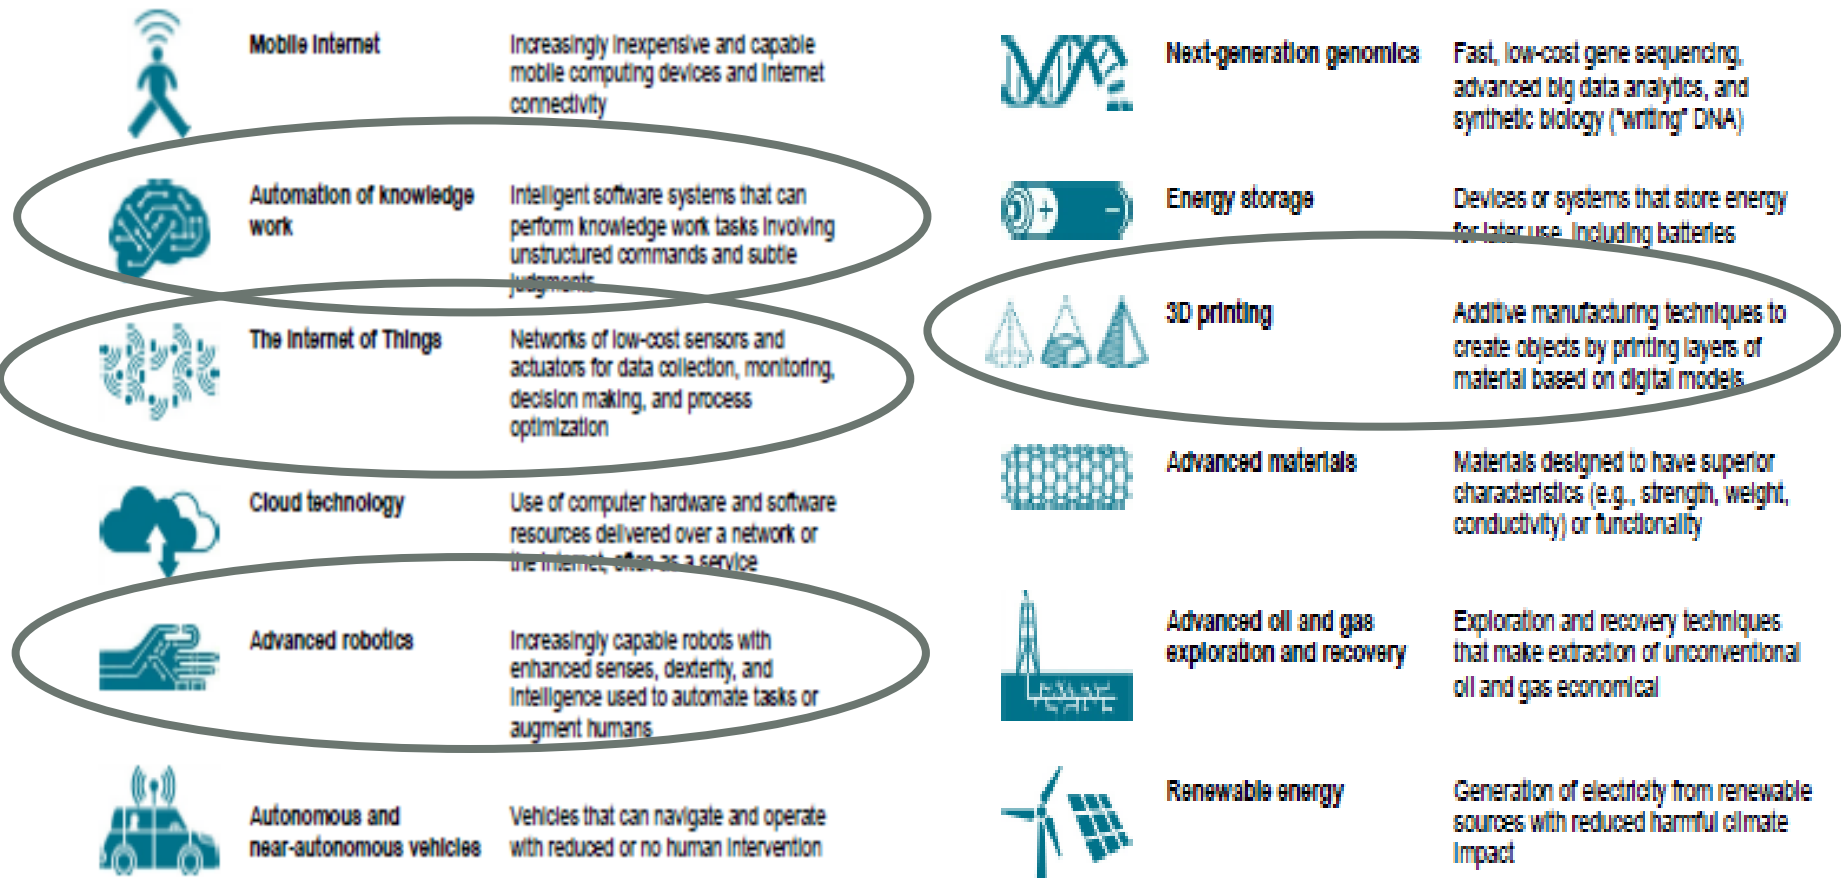 Mobile Internet
Increasingly inexpensive and capable
mobile computing devices and Internet
connectivity
Automation of knowledge
work
Intelligent software systems that can
perform knowledge work tasks involving
unstructured commands and subtle
judgments
The Internet of Things
Networks of low-cost sensors and
actuators for data collection, monitoring,
decision making, and process
optimization
Cloud technology
Use of computer hardware and software
resources delivered over a network or
the Internet, often as a service
Advanced robotics
Increasingly capable robots with
enhanced senses, dexterity, and
intelligence used to automate tasks or
augment humans
Autonomous and
near-autonomous vehicles
Vehicles that can navigate and operate
with reduced or no human intervention
Next-generation genomics
Fast, low-cost gene sequencing,
advanced big data analytics, and
synthetic biology ("writing" DNA)
Energy storage
Devices or systems that store energy
for later use, including batteries
3D printing
Additive manufacturing techniques to
create objects by printing layers of
material based on digital models
Advanced materials
Materials designed to have superior
characteristics (e.g., strength, weight,
conductivity) or functionality
Advanced oil and gas
exploration and recovery
Exploration and recovery techniques
that make extraction of unconventional
oil and gas economical
Renewable energy
Generation of electricity from renewable
sources with reduced harmful climate
impact